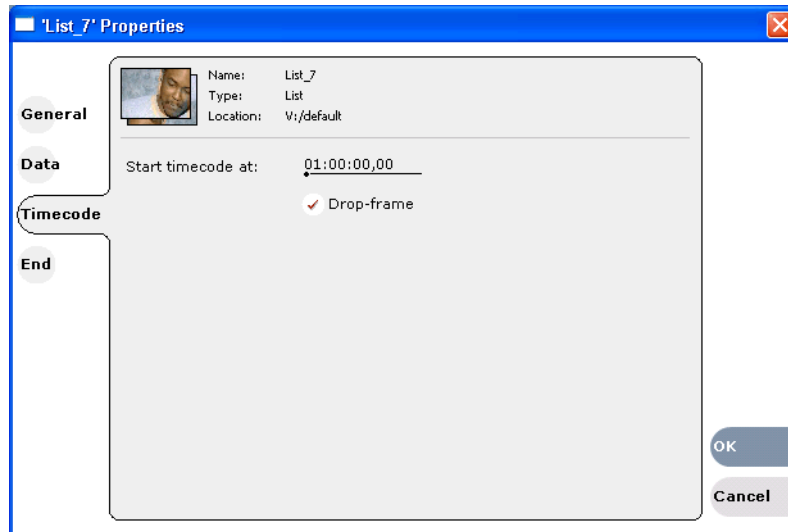 'List_7' Properties
General
Data
Timecode
End
Name: List_7
Type: List
Location: V:/default
Start timecode at: 01:00:00,00
Drop-frame
OK
Cancel